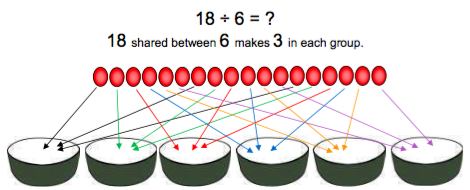 18 ÷ 6 = ?
18 shared between 6 makes 3 in each group.